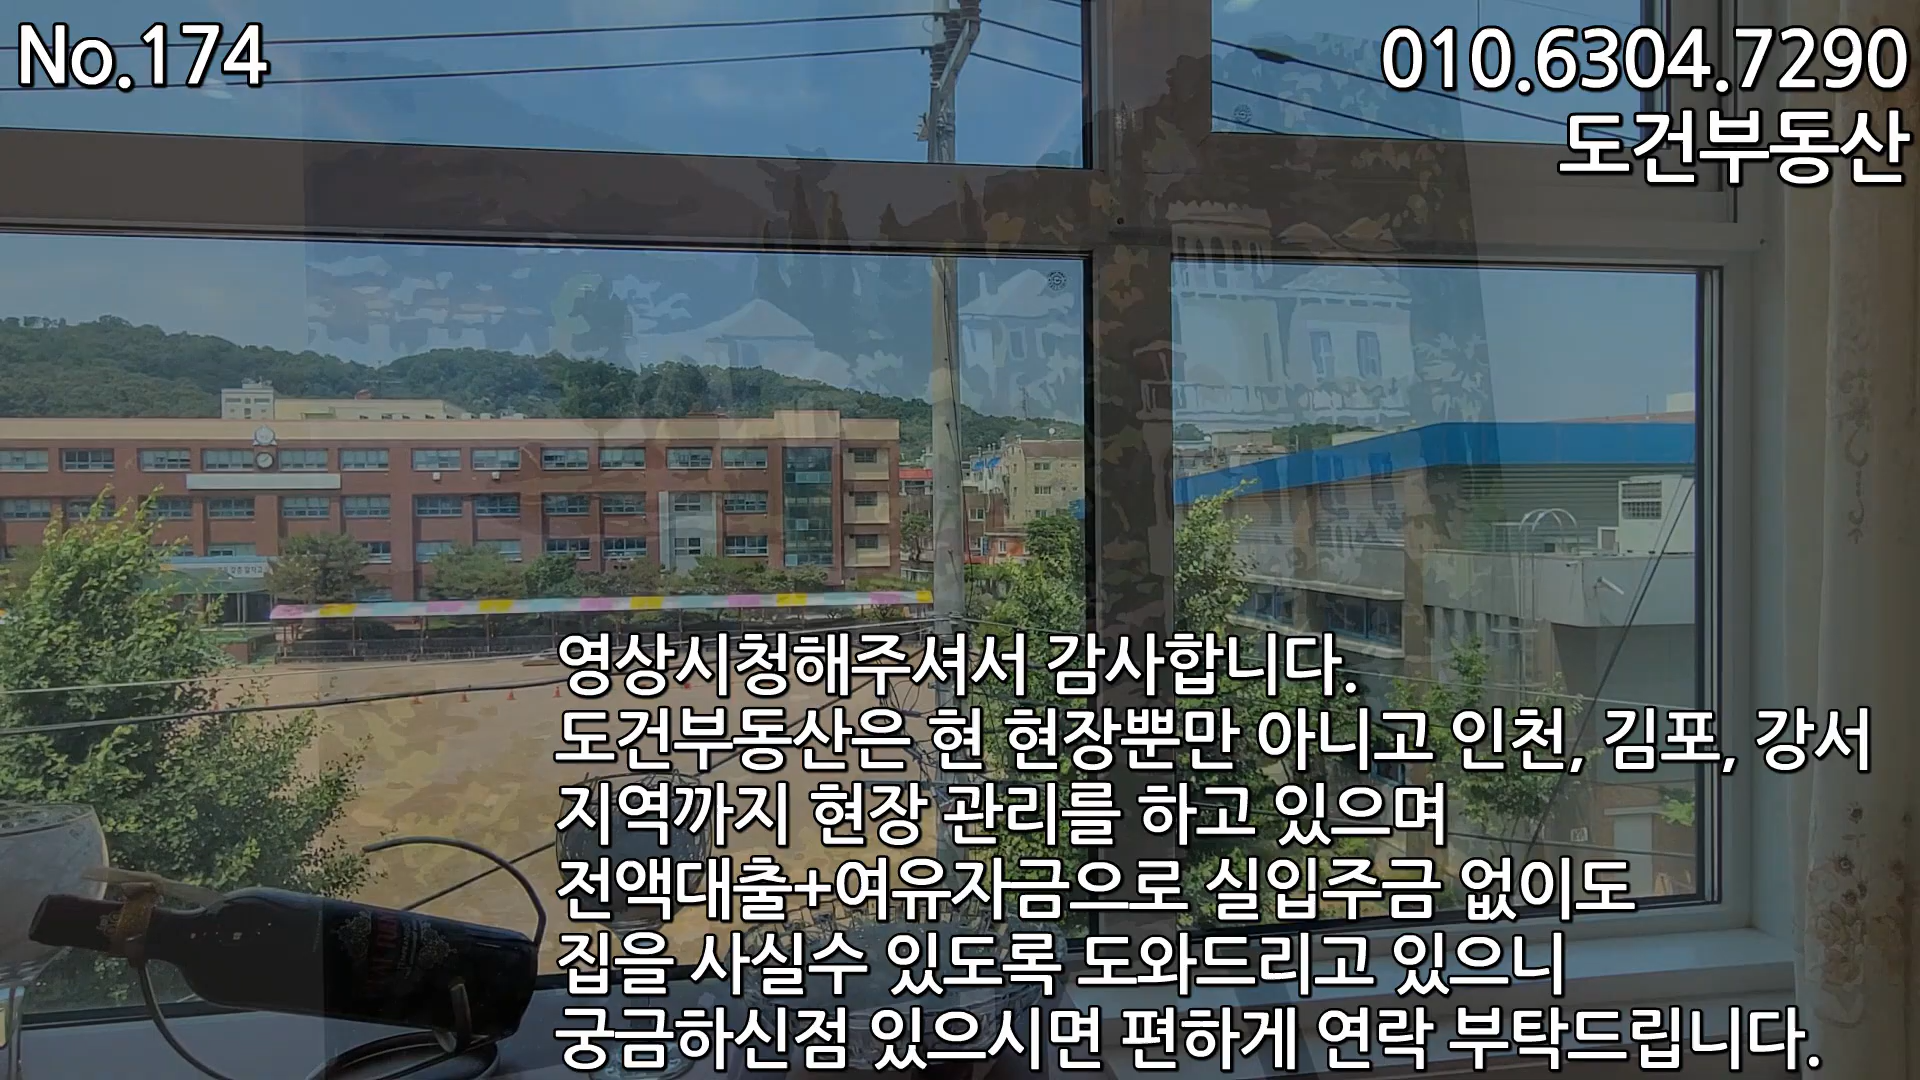 No.174
010.6304.7290
도건부동산
영상시청해주셔서 감사합니다.
도건부동산은 현 현장뿐만 아니고 인천, 김포, 강서
지역까지 현장 관리를 하고 있으며
전액대출+여유자금으로 실입주금 없이도
집을 사실수 있도록 도와드리고 있으니
궁금하신점 있으시면 편하게 연락 부탁드립니다.